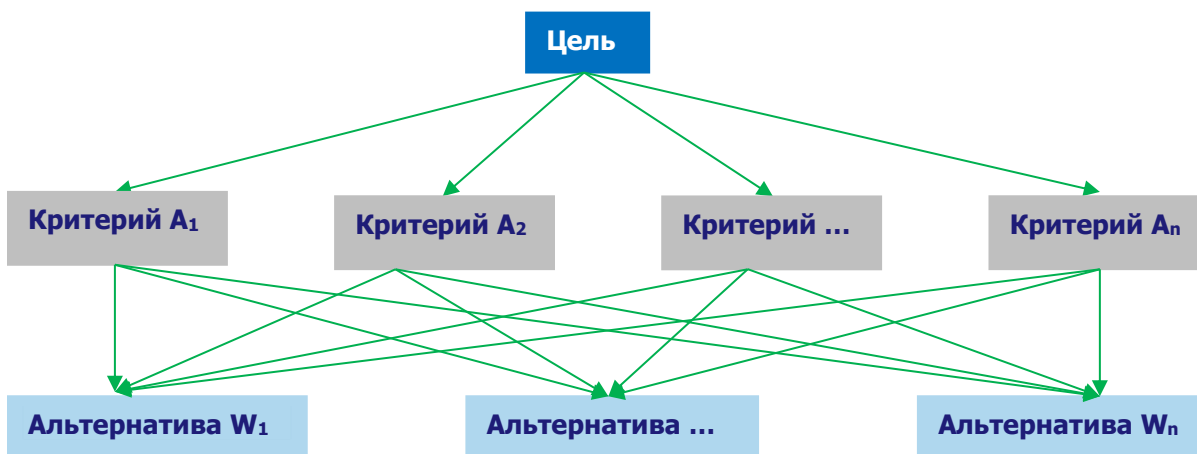 Цель
Критерий A₁
Критерий A₂
Критерий ...
Критерий Aₙ
Альтернатива W₁
Альтернатива ...
Альтернатива Wₙ